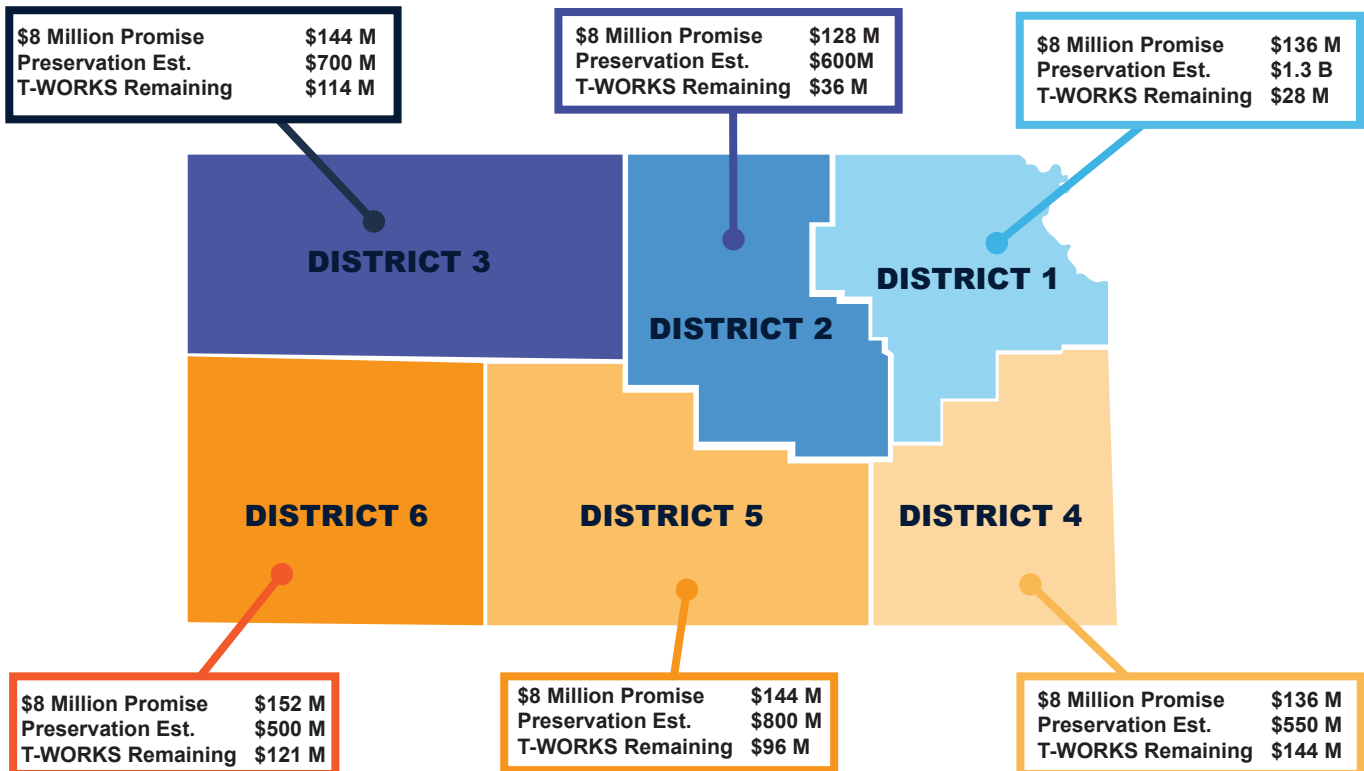 $8 Million Promise $144 M
Preservation Est. $700 M
T-WORKS Remaining $114 M
$8 Million Promise $128 M
Preservation Est. $600M
T-WORKS Remaining $36 M
$8 Million Promise $136 M
Preservation Est. $1.3 B
T-WORKS Remaining $28 M
DISTRICT 3
DISTRICT 2
DISTRICT 1
DISTRICT 6
DISTRICT 5
DISTRICT 4
$8 Million Promise $152 M
Preservation Est. $500 M
T-WORKS Remaining $121 M
$8 Million Promise $144 M
Preservation Est. $800 M
T-WORKS Remaining $96 M
$8 Million Promise $136 M
Preservation Est. $550 M
T-WORKS Remaining $144 M